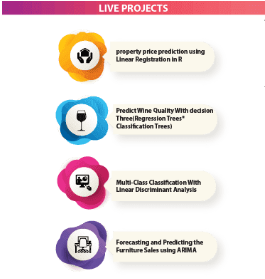 LIVE PROJECTS
property price prediction using
Linear Registration in R
Predict Wine Quality With decision
Three(Regression Trees*
Classification Trees)
Multi-Class Classification With
Linear Discriminant Analysis
Forecasting and Predicting the
Furniture Sales using ARIMA